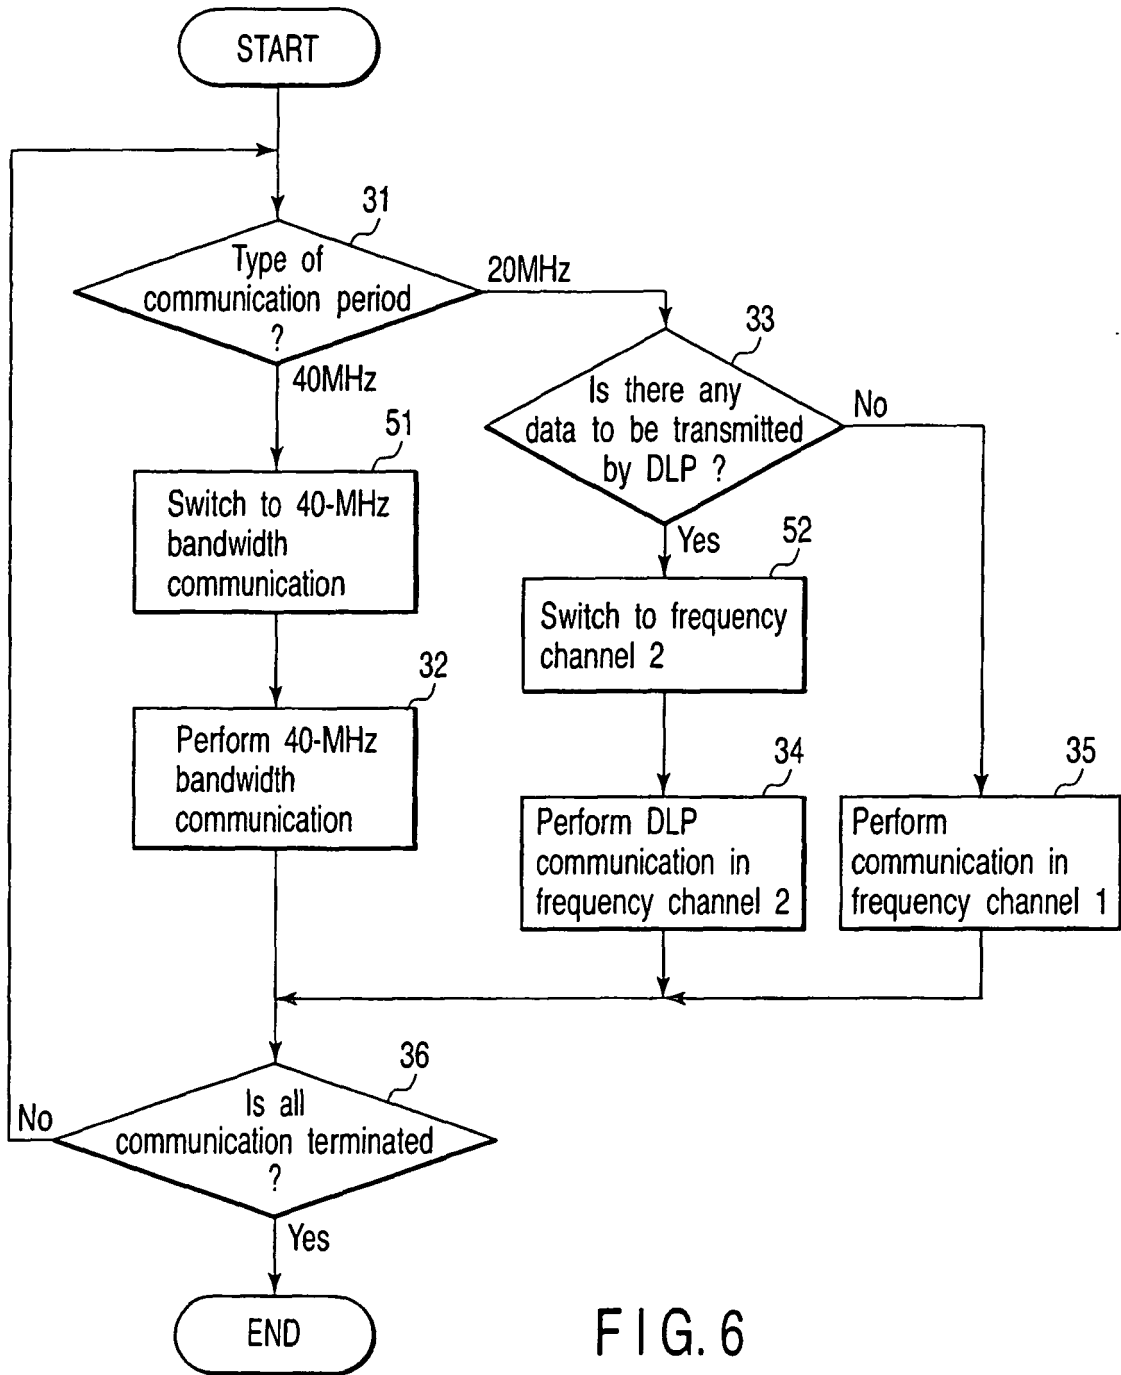 START
31
Type of
communication period
?
20MHz
40MHz
33
Is there any
data to be transmitted
by DLP ?
No
Yes
51
Switch to 40-MHz
bandwidth
communication
52
Switch to frequency
channel 2
32
Perform 40-MHz
bandwidth
communication
34
Perform DLP
communication in
frequency channel 2
35
Perform
communication in
frequency channel 1
36
Is all
communication terminated
?
No
Yes
END
FIG. 6